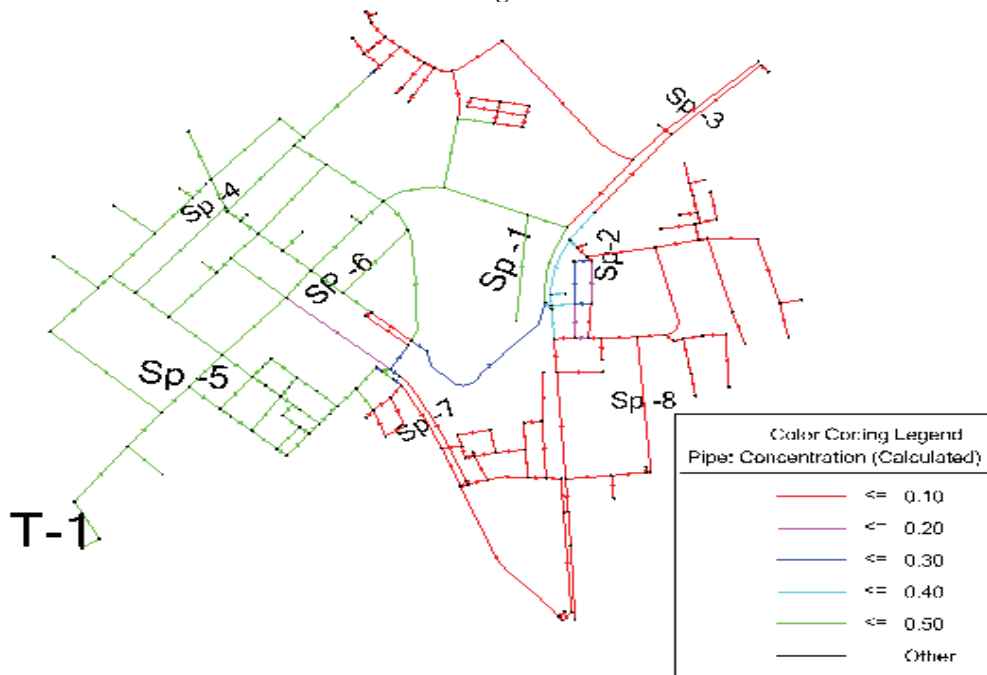 Sp -3
Sp -4
Sp -1
Sp -2
SP -6
Sp -5
Sp -7
Sp -8
T-1
Color Coding Legend
Pipe: Concentration (Calculated)
<= 0.10
<= 0.20
<= 0.30
<= 0.40
<= 0.50
Other